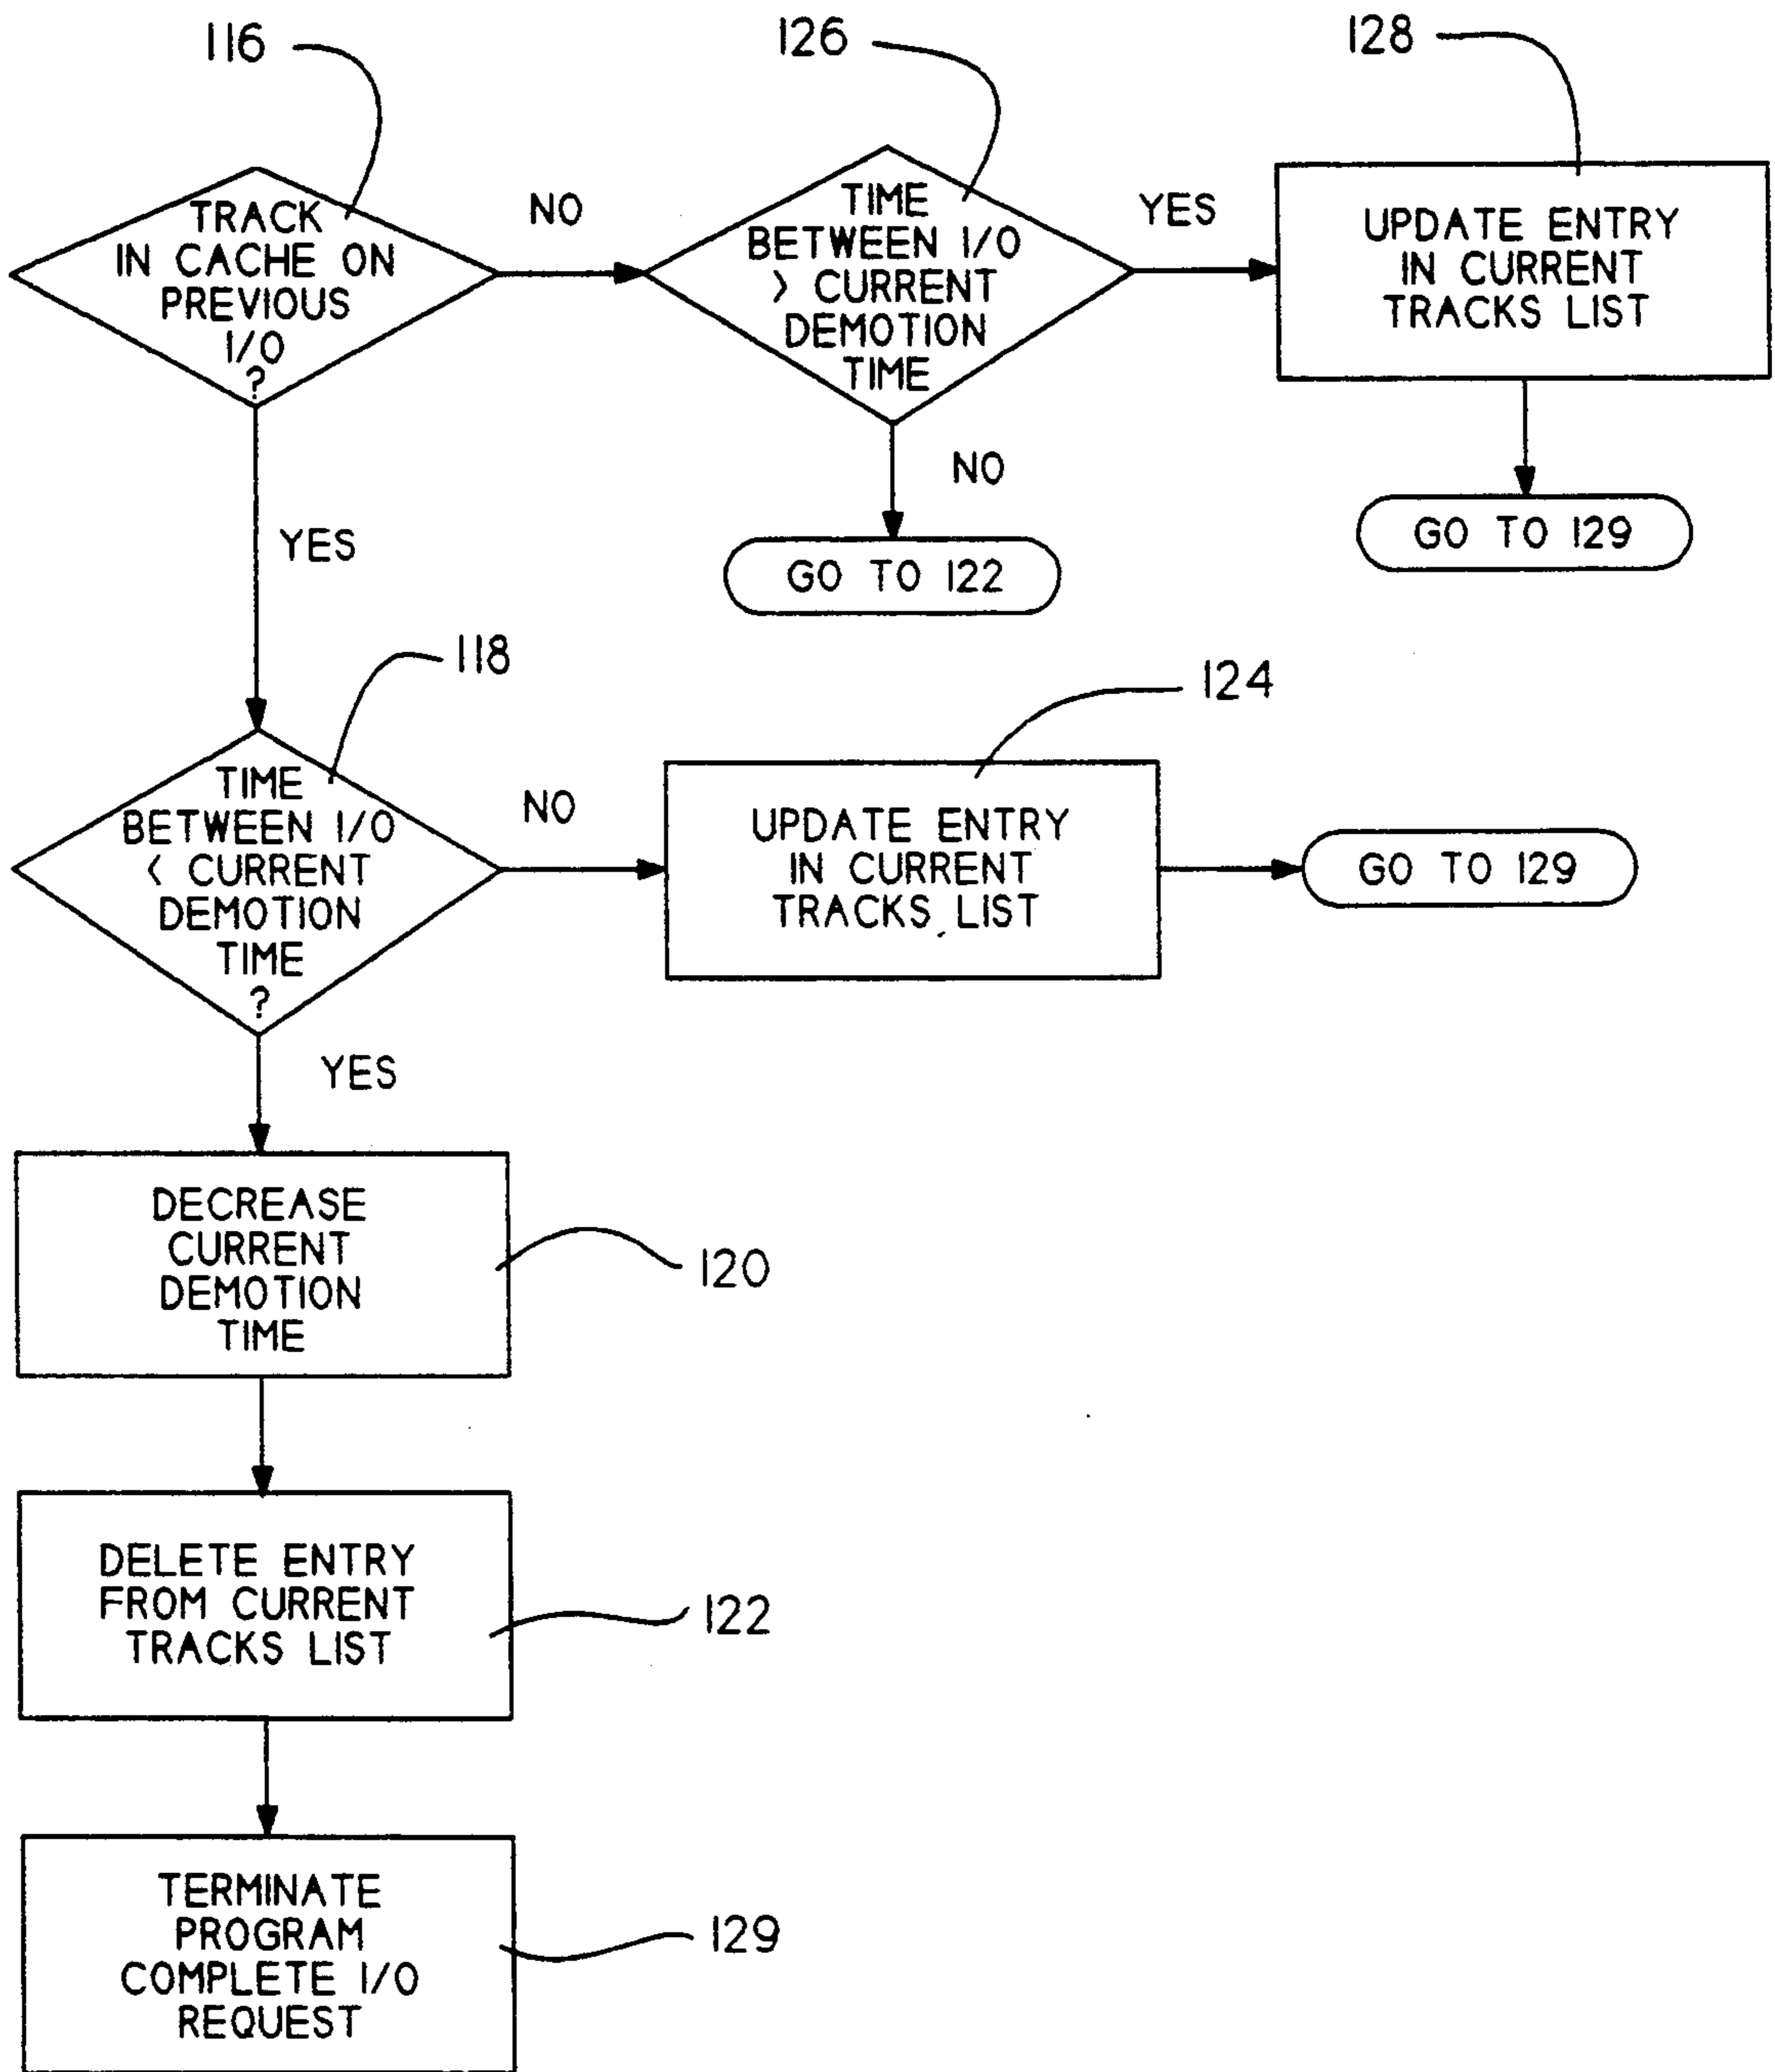 116
126
128
TRACK
IN CACHE ON
PREVIOUS
I/O
?
NO
TIME
BETWEEN I/O
> CURRENT
DEMOTION
TIME
YES
UPDATE ENTRY
IN CURRENT
TRACKS LIST
NO
GO TO 129
YES
GO TO 122
118
124
TIME
BETWEEN I/O
< CURRENT
DEMOTION
TIME
?
NO
UPDATE ENTRY
IN CURRENT
TRACKS LIST
GO TO 129
YES
DECREASE
CURRENT
DEMOTION
TIME
120
DELETE ENTRY
FROM CURRENT
TRACKS LIST
122
TERMINATE
PROGRAM
COMPLETE I/O
REQUEST
129